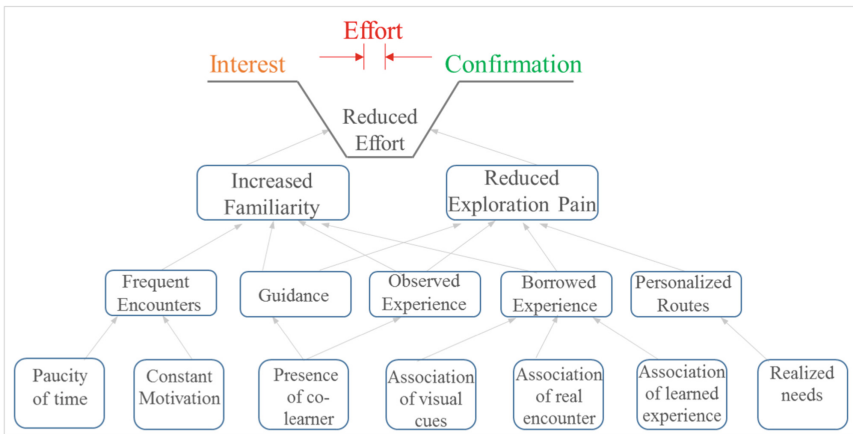 Effort
Interest
Confirmation
Reduced
Effort
Increased
Familiarity
Reduced
Exploration Pain
Frequent
Encounters
Guidance
Observed
Experience
Borrowed
Experience
Personalized
Routes
Paucity
of time
Constant
Motivation
Presence
of co-
learner
Association
of visual
cues
Association
of real
encounter
Association
of learned
experience
Realized
needs